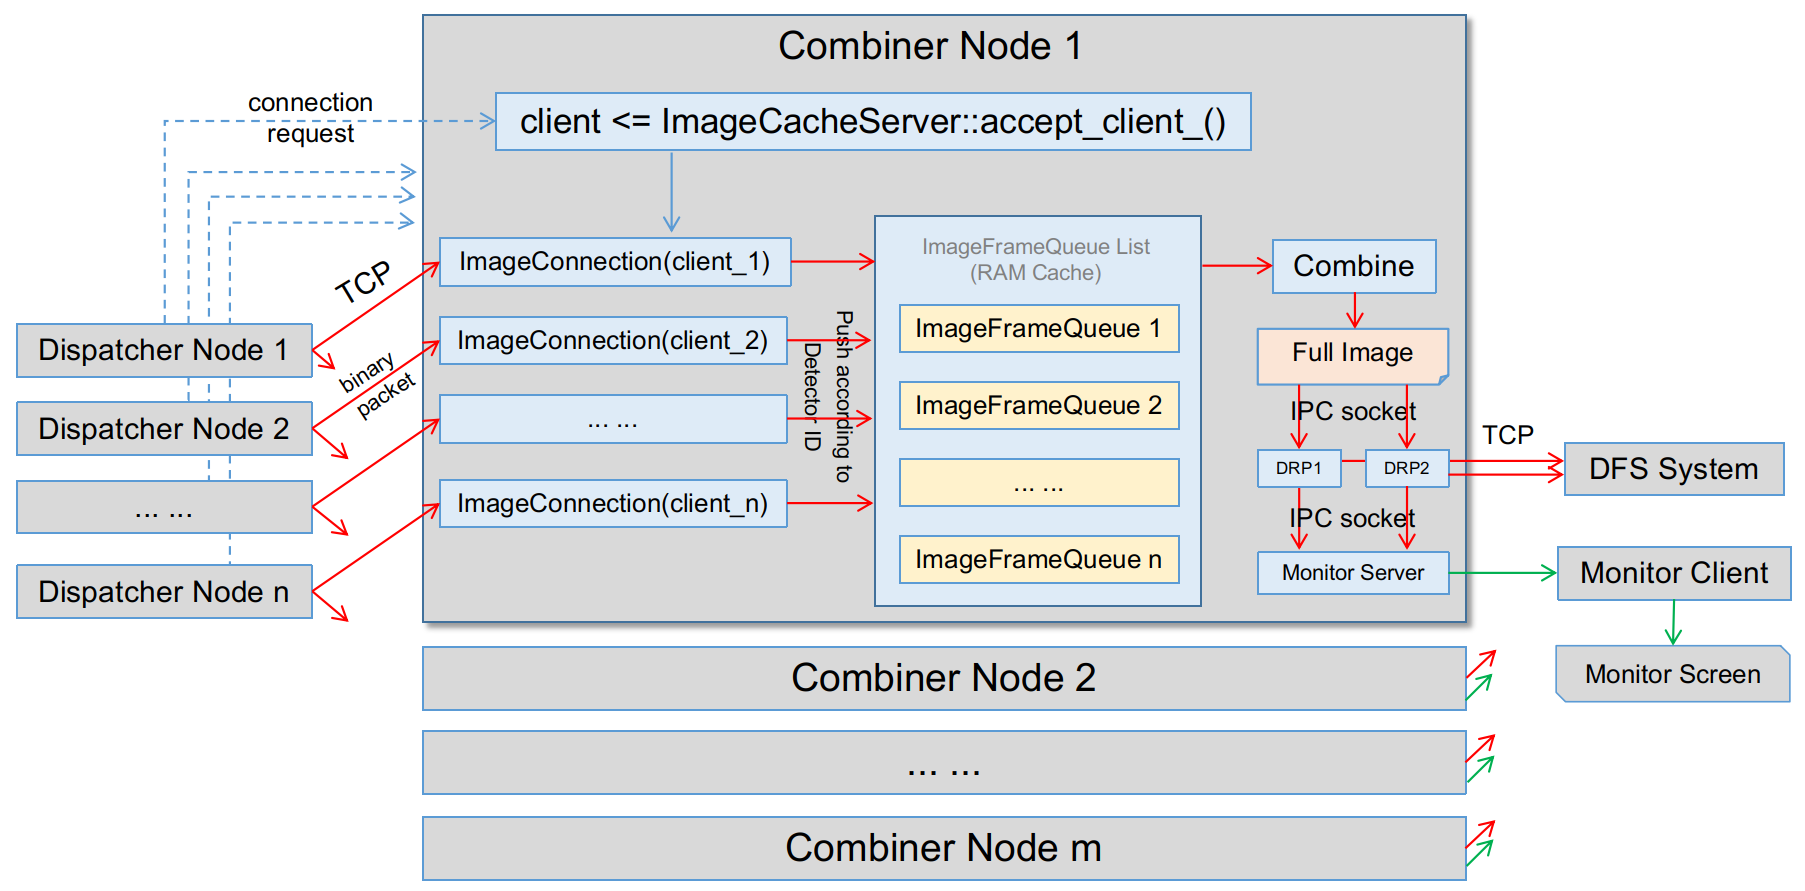 Combiner Node 1
connection
request
client <= ImageCacheServer::accept_client_()
TCP
binary
packet
Dispatcher Node 1
Dispatcher Node 2
... ...
Dispatcher Node n
ImageConnection(client_1)
ImageConnection(client_2)
... ...
ImageConnection(client_n)
Push according to
Detector ID
ImageFrameQueue List
(RAM Cache)
ImageFrameQueue 1
ImageFrameQueue 2
... ...
ImageFrameQueue n
Combine
Full Image
IPC socket
DRP1
DRP2
IPC socket
Monitor Server
TCP
DFS System
Monitor Client
Monitor Screen
Combiner Node 2
... ...
Combiner Node m